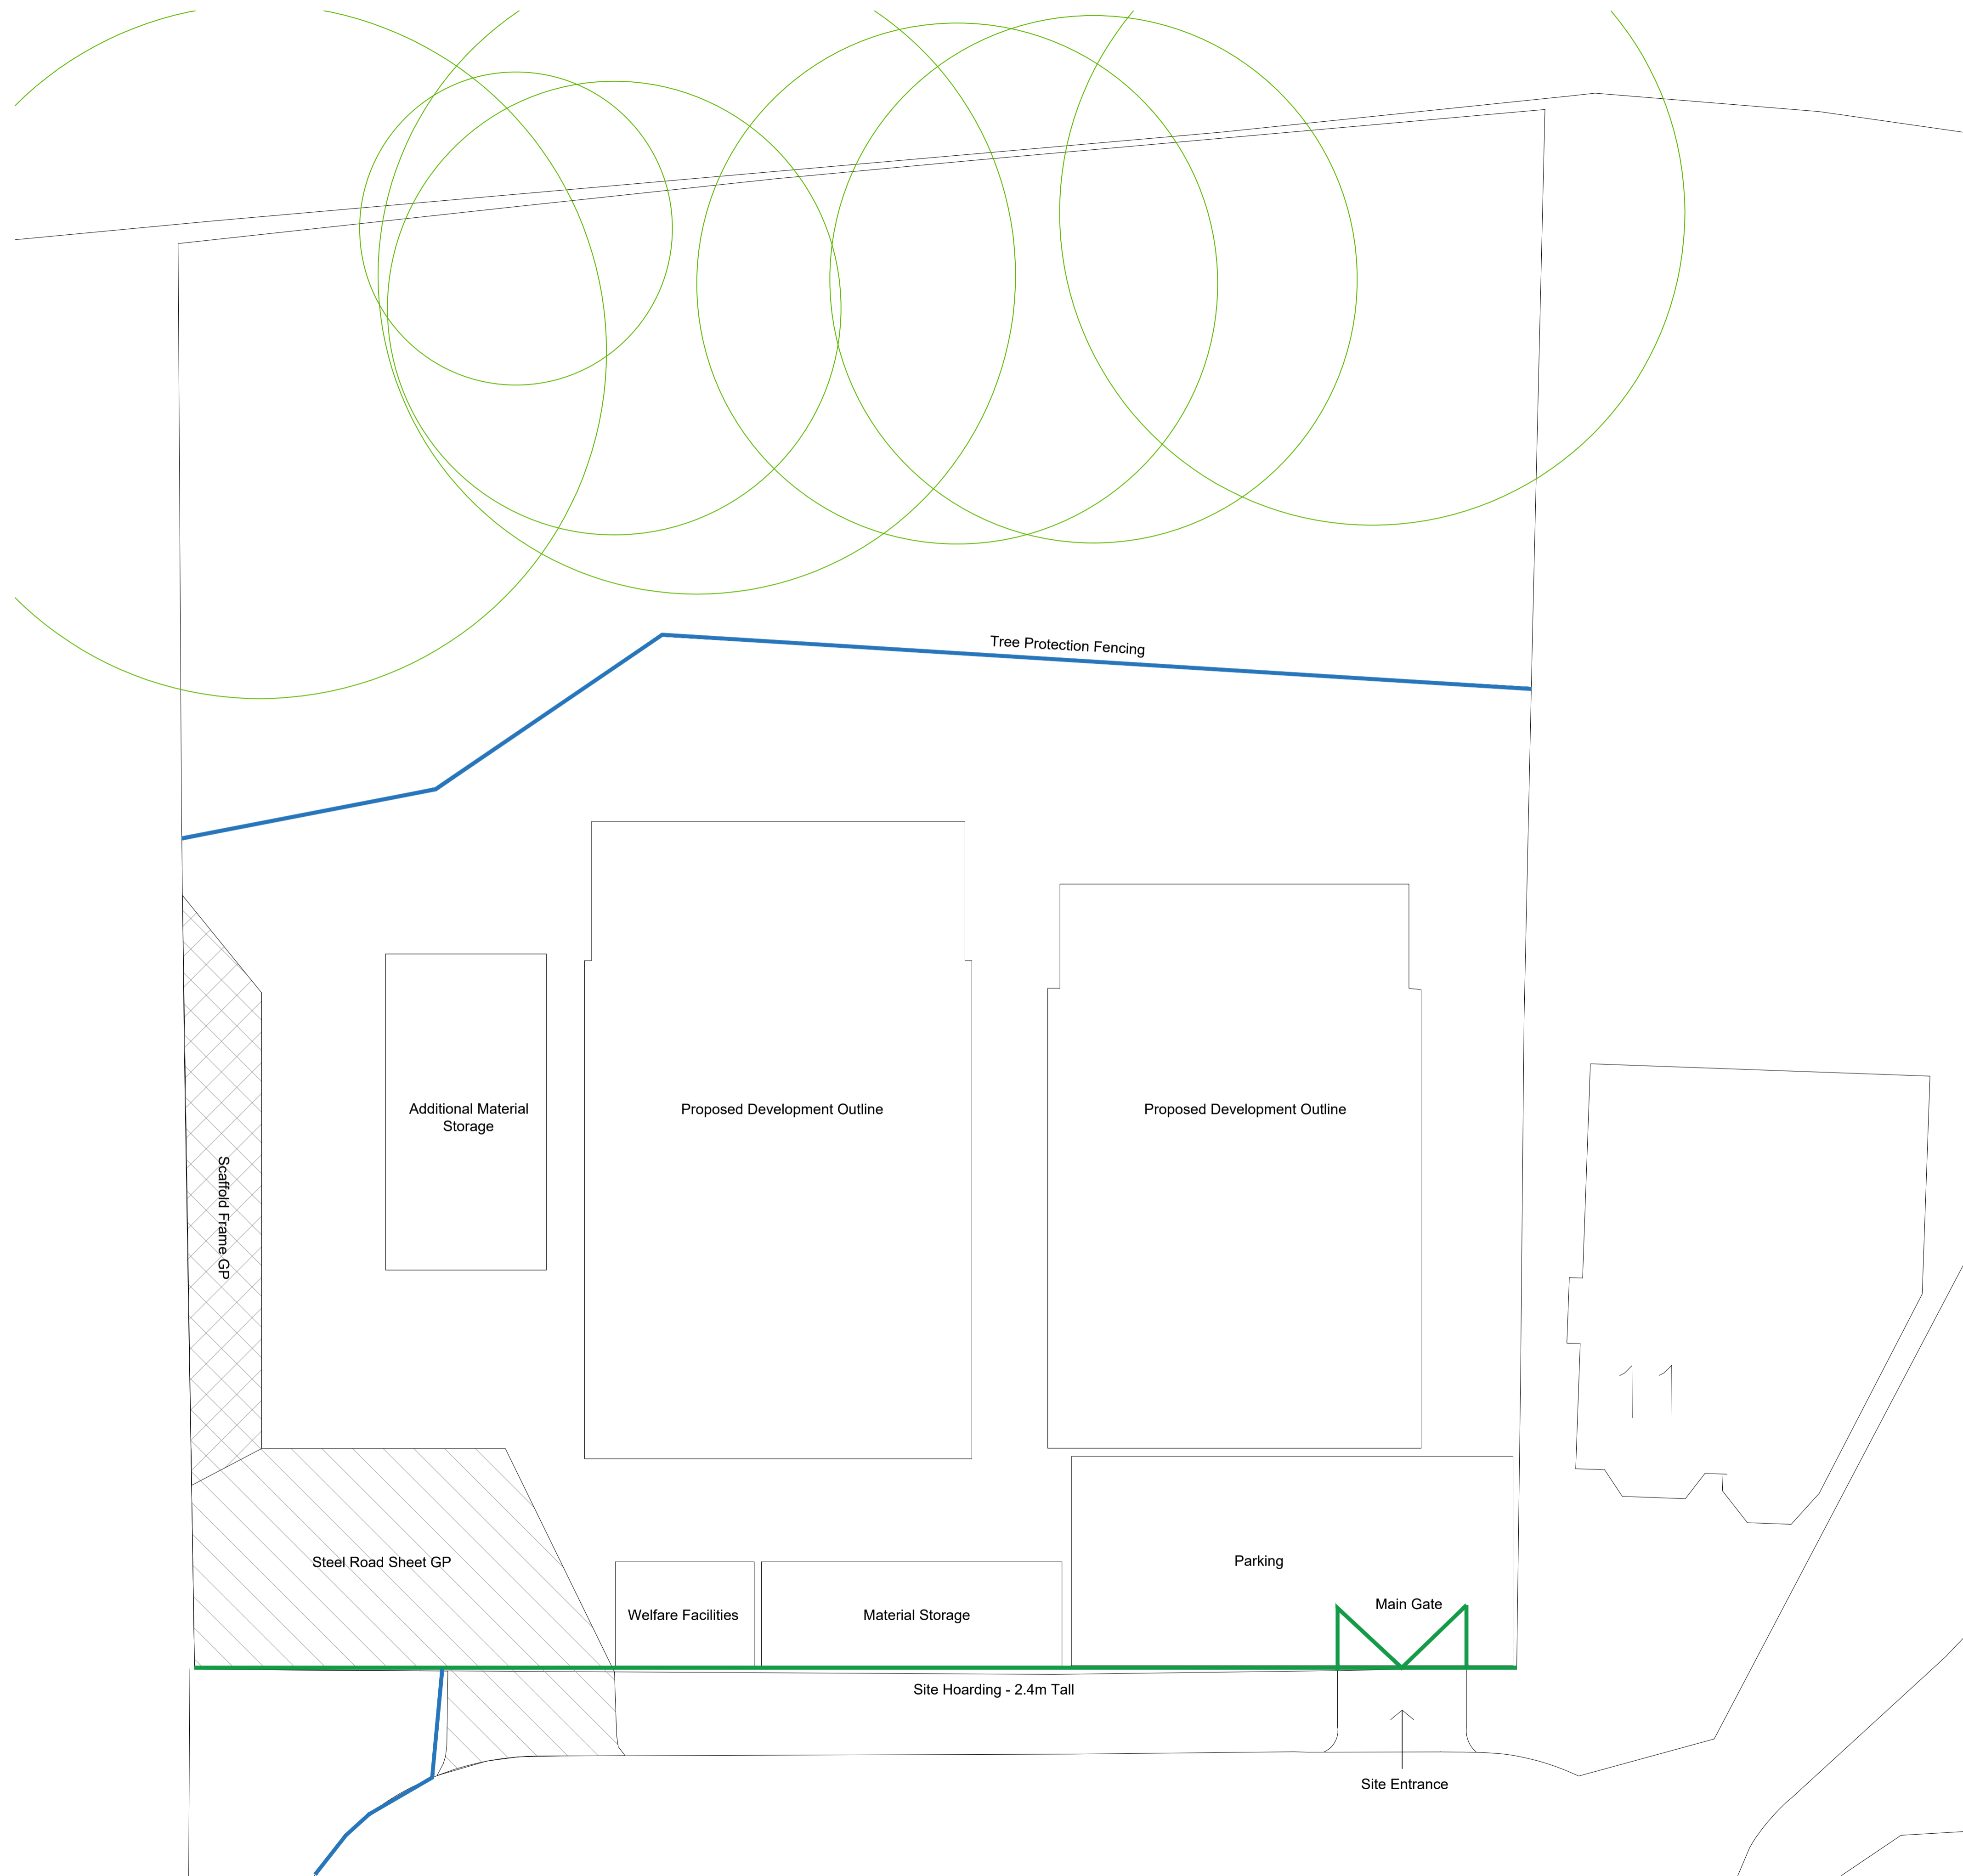 Tree Protection Fencing
Additional Material
Storage
Proposed Development Outline
Proposed Development Outline
Scaffold Frame GP
11
Steel Road Sheet GP
Parking
Main Gate
Welfare Facilities
Material Storage
Site Hoarding - 2.4m Tall
Site Entrance